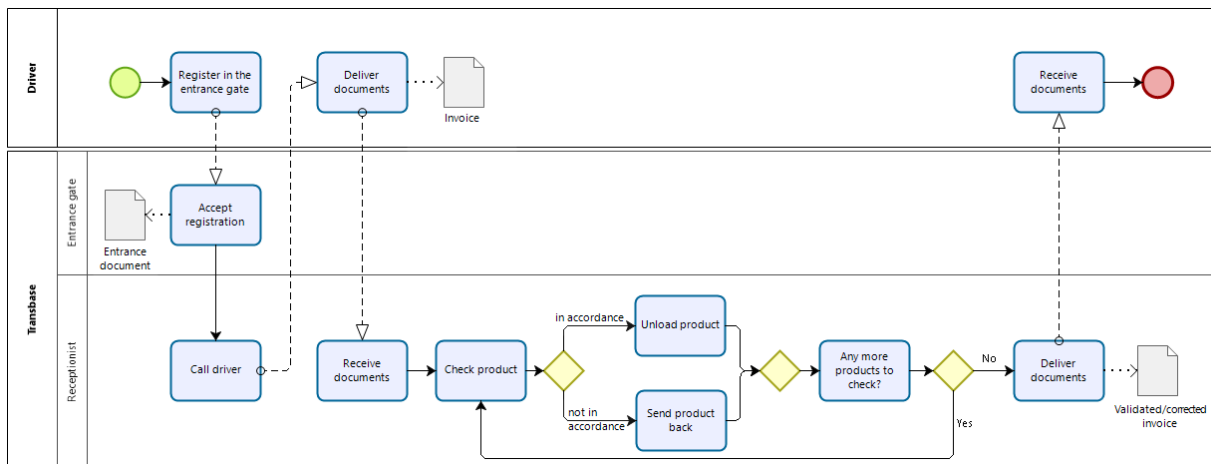 Driver
Register in the
entrance gate
Deliver
documents
Invoice
Receive
documents
Transbase
Entrance gate
Accept
registration
Entrance
document
Receptionist
Call driver
Receive
documents
Check product
in accordance
not in
accordance
Unload product
Send product
back
Any more
products to
check?
No
Yes
Deliver
documents
Validated/corrected
invoice